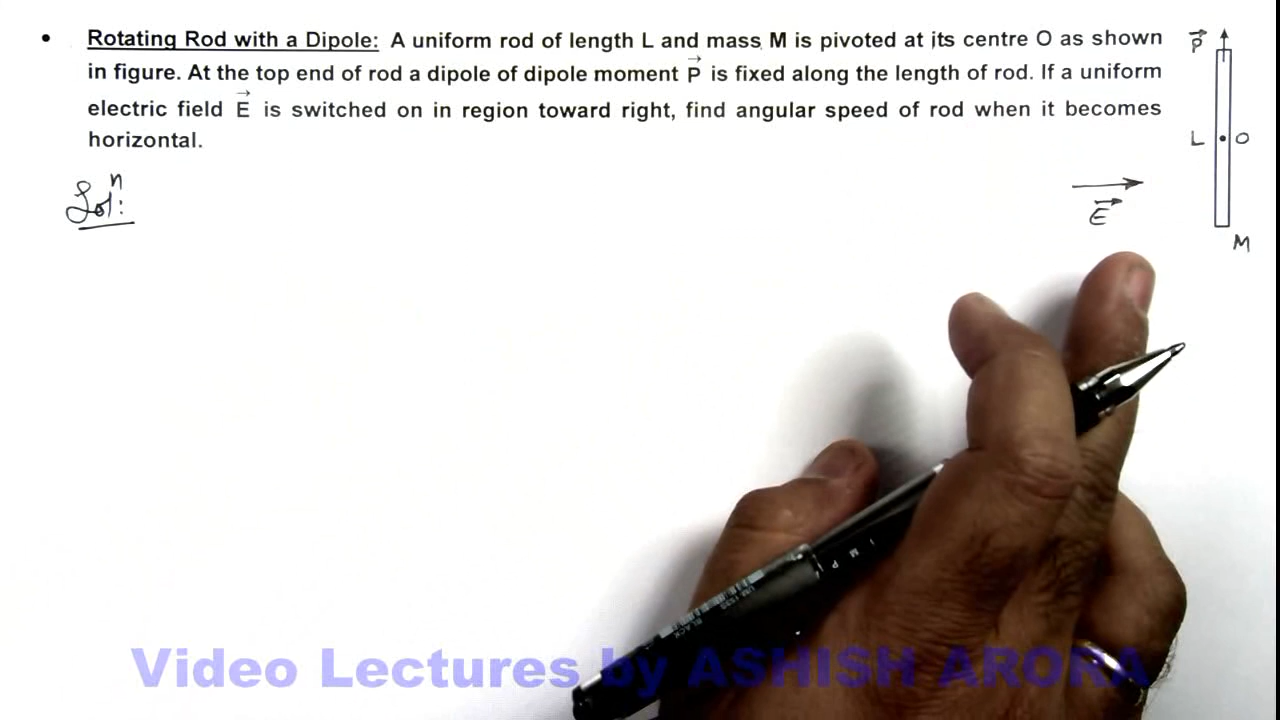 • Rotating Rod with a Dipole: A uniform rod of length L and mass M is pivoted at its centre O as shown
in figure. At the top end of rod a dipole of dipole moment P⃗ is fixed along the length of rod. If a uniform
electric field E⃗ is switched on in region toward right, find angular speed of rod when it becomes
horizontal.
P⃗
L O
Solⁿ:
E⃗
M
Video Lectures by ASHISH ARORA